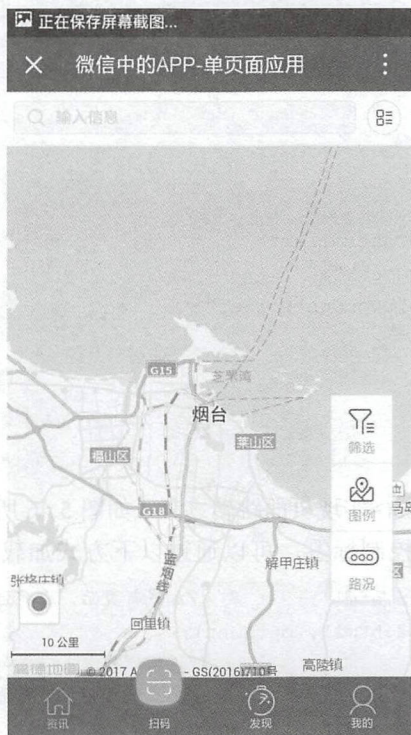 正在保存屏幕截图...
微信中的APP-单页面应用
输入信息
G15
芝罘湾
烟台
福山区
莱山区
筛选
图例
G18
蓝烟线
解甲庄镇
路况
张格庄镇
区
回里镇
10 公里
高德地图
© 2017 A - GS(2016)710号
高陵镇
资讯
扫码
发现
我的